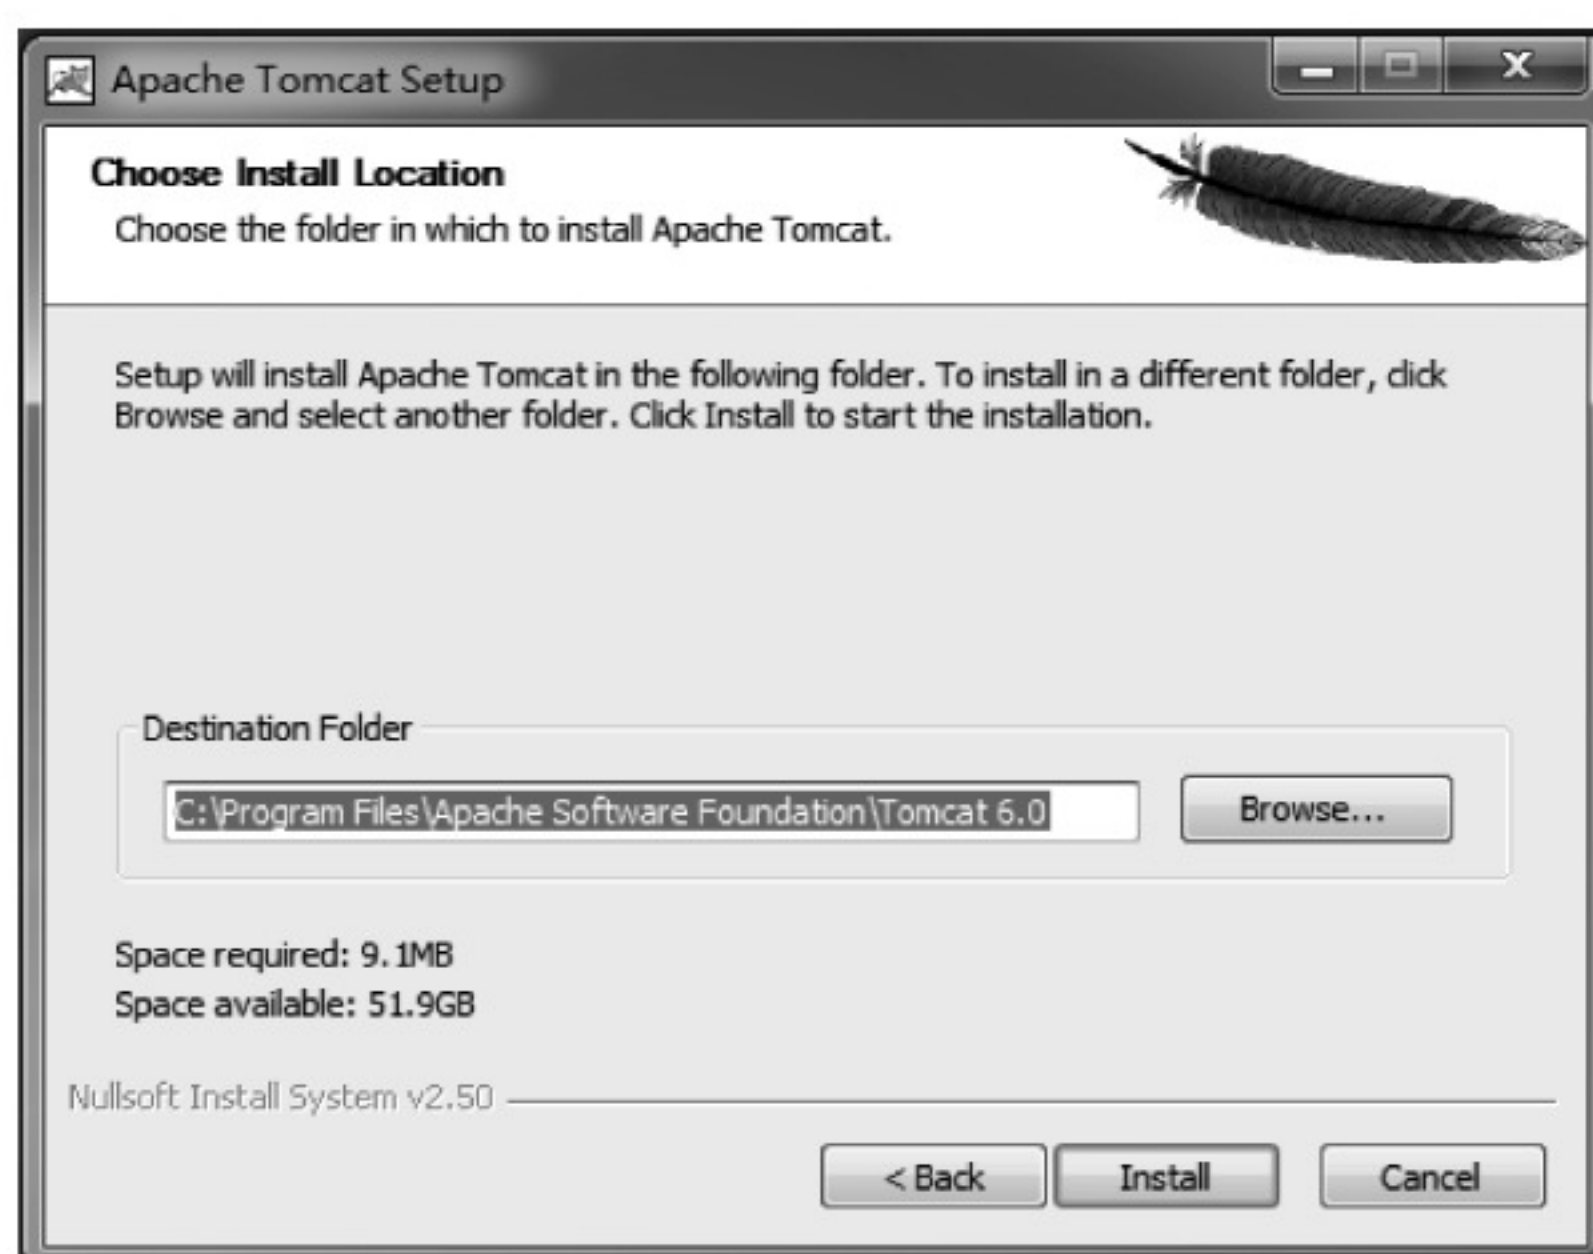 Apache Tomcat Setup
Choose Install Location
Choose the folder in which to install Apache Tomcat.
Setup will install Apache Tomcat in the following folder. To install in a different folder, click
Browse and select another folder. Click Install to start the installation.
Destination Folder
C:\Program Files\Apache Software Foundation\Tomcat 6.0
Browse...
Space required: 9.1MB
Space available: 51.9GB
Nullsoft Install System v2.50
< Back
Install
Cancel